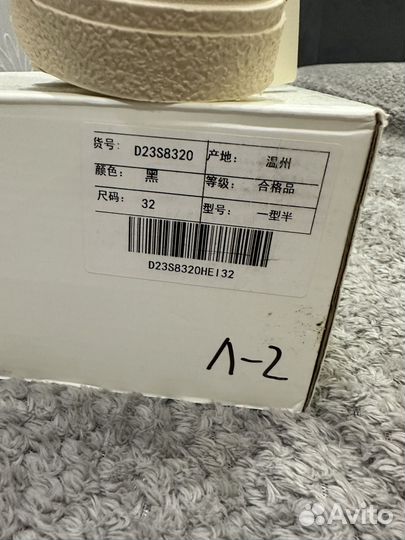 货号: D23S8320 产地: 温州
颜色: 黑 等级: 合格品
尺码: 32 型号: 一型半
D23S8320HEI32
Λ-2
Avito